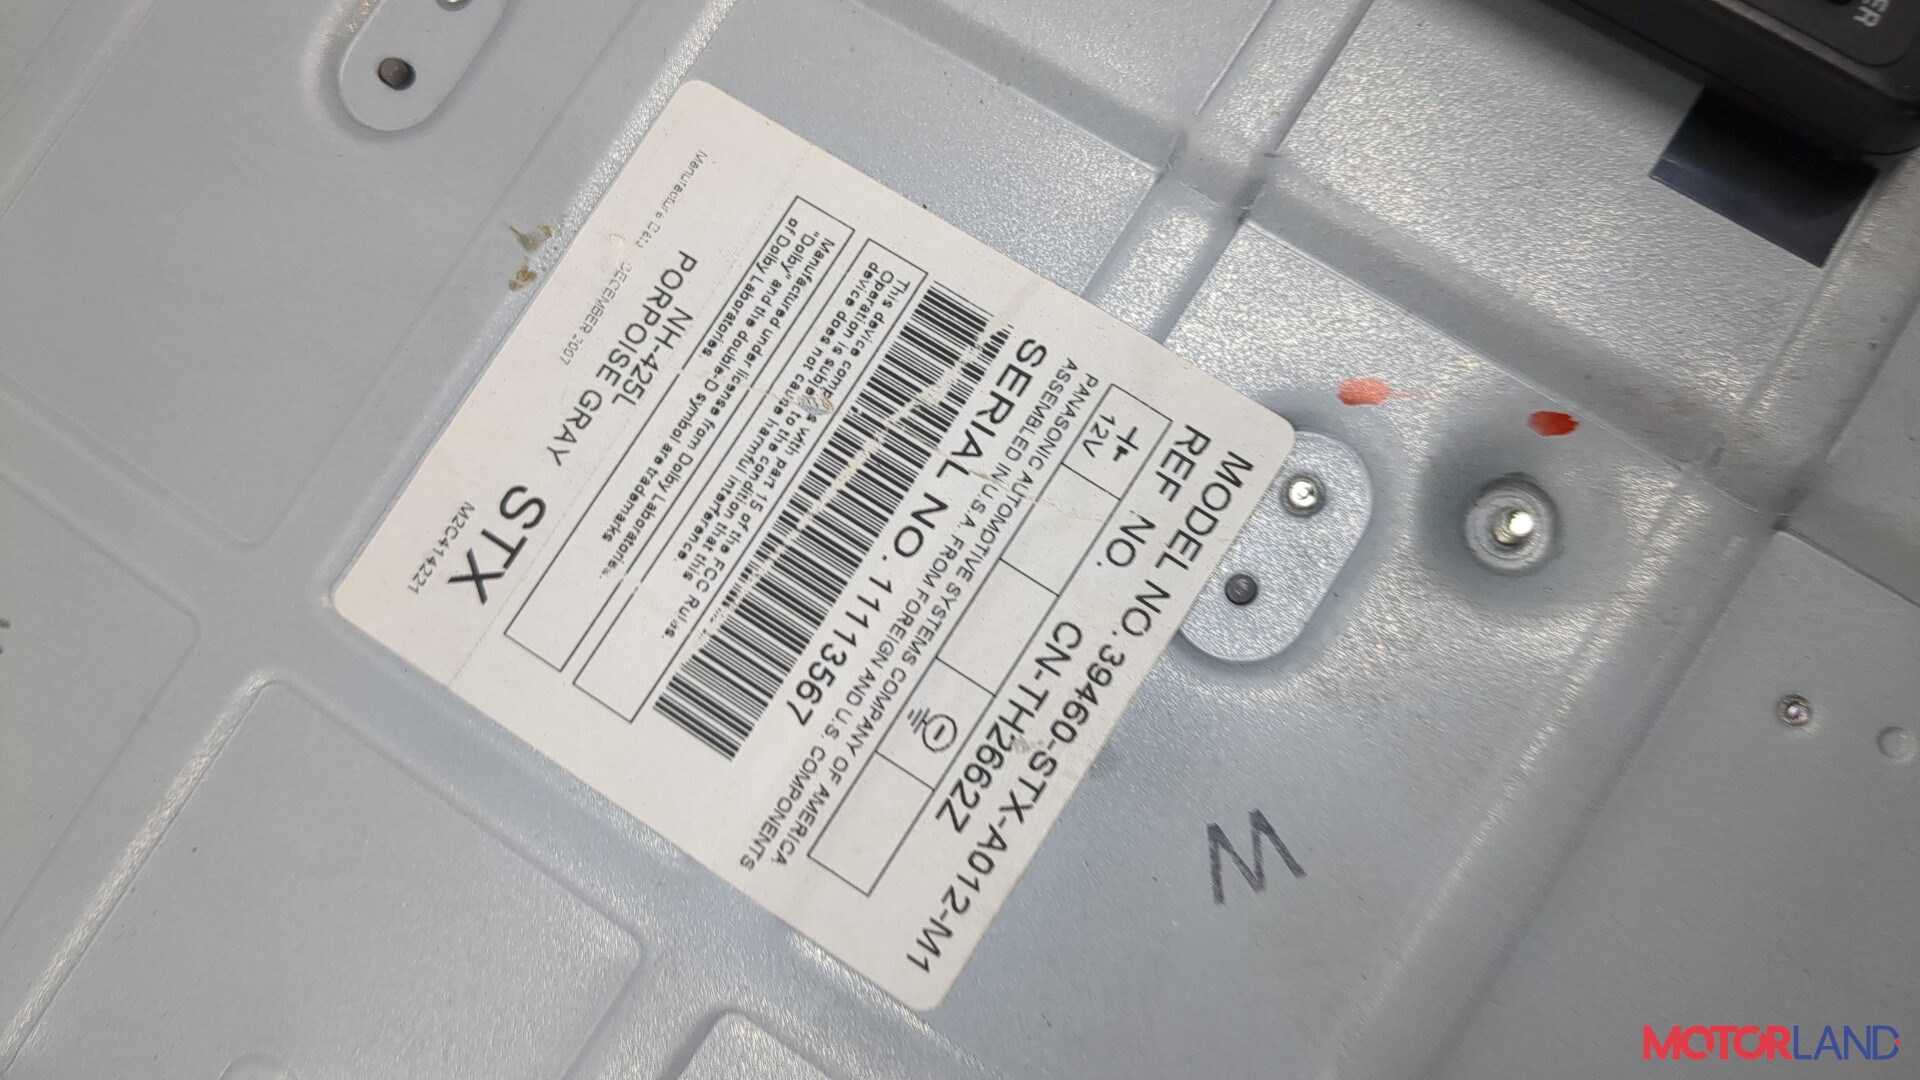 MODEL NO. 39460-STX-A012-M1
REF NO. CN-TH2662Z
12V
PANASONIC AUTOMOTIVE SYSTEMS COMPANY OF AMERICA
ASSEMBLED IN U.S.A. FROM FOREIGN AND U.S. COMPONENTS
SERIAL NO. 11113567
This device complies with part 15 of the FCC Rules.
Operation is subject to the condition that this
device does not cause harmful interference.
Manufactured under license from Dolby Laboratories.
"Dolby" and the double-D symbol are trademarks
of Dolby Laboratories.
NH-425L
PORPOISE GRAY
STX
Manufacture Date DECEMBER 2007
M2C414221
M
ER
MOTORLAND